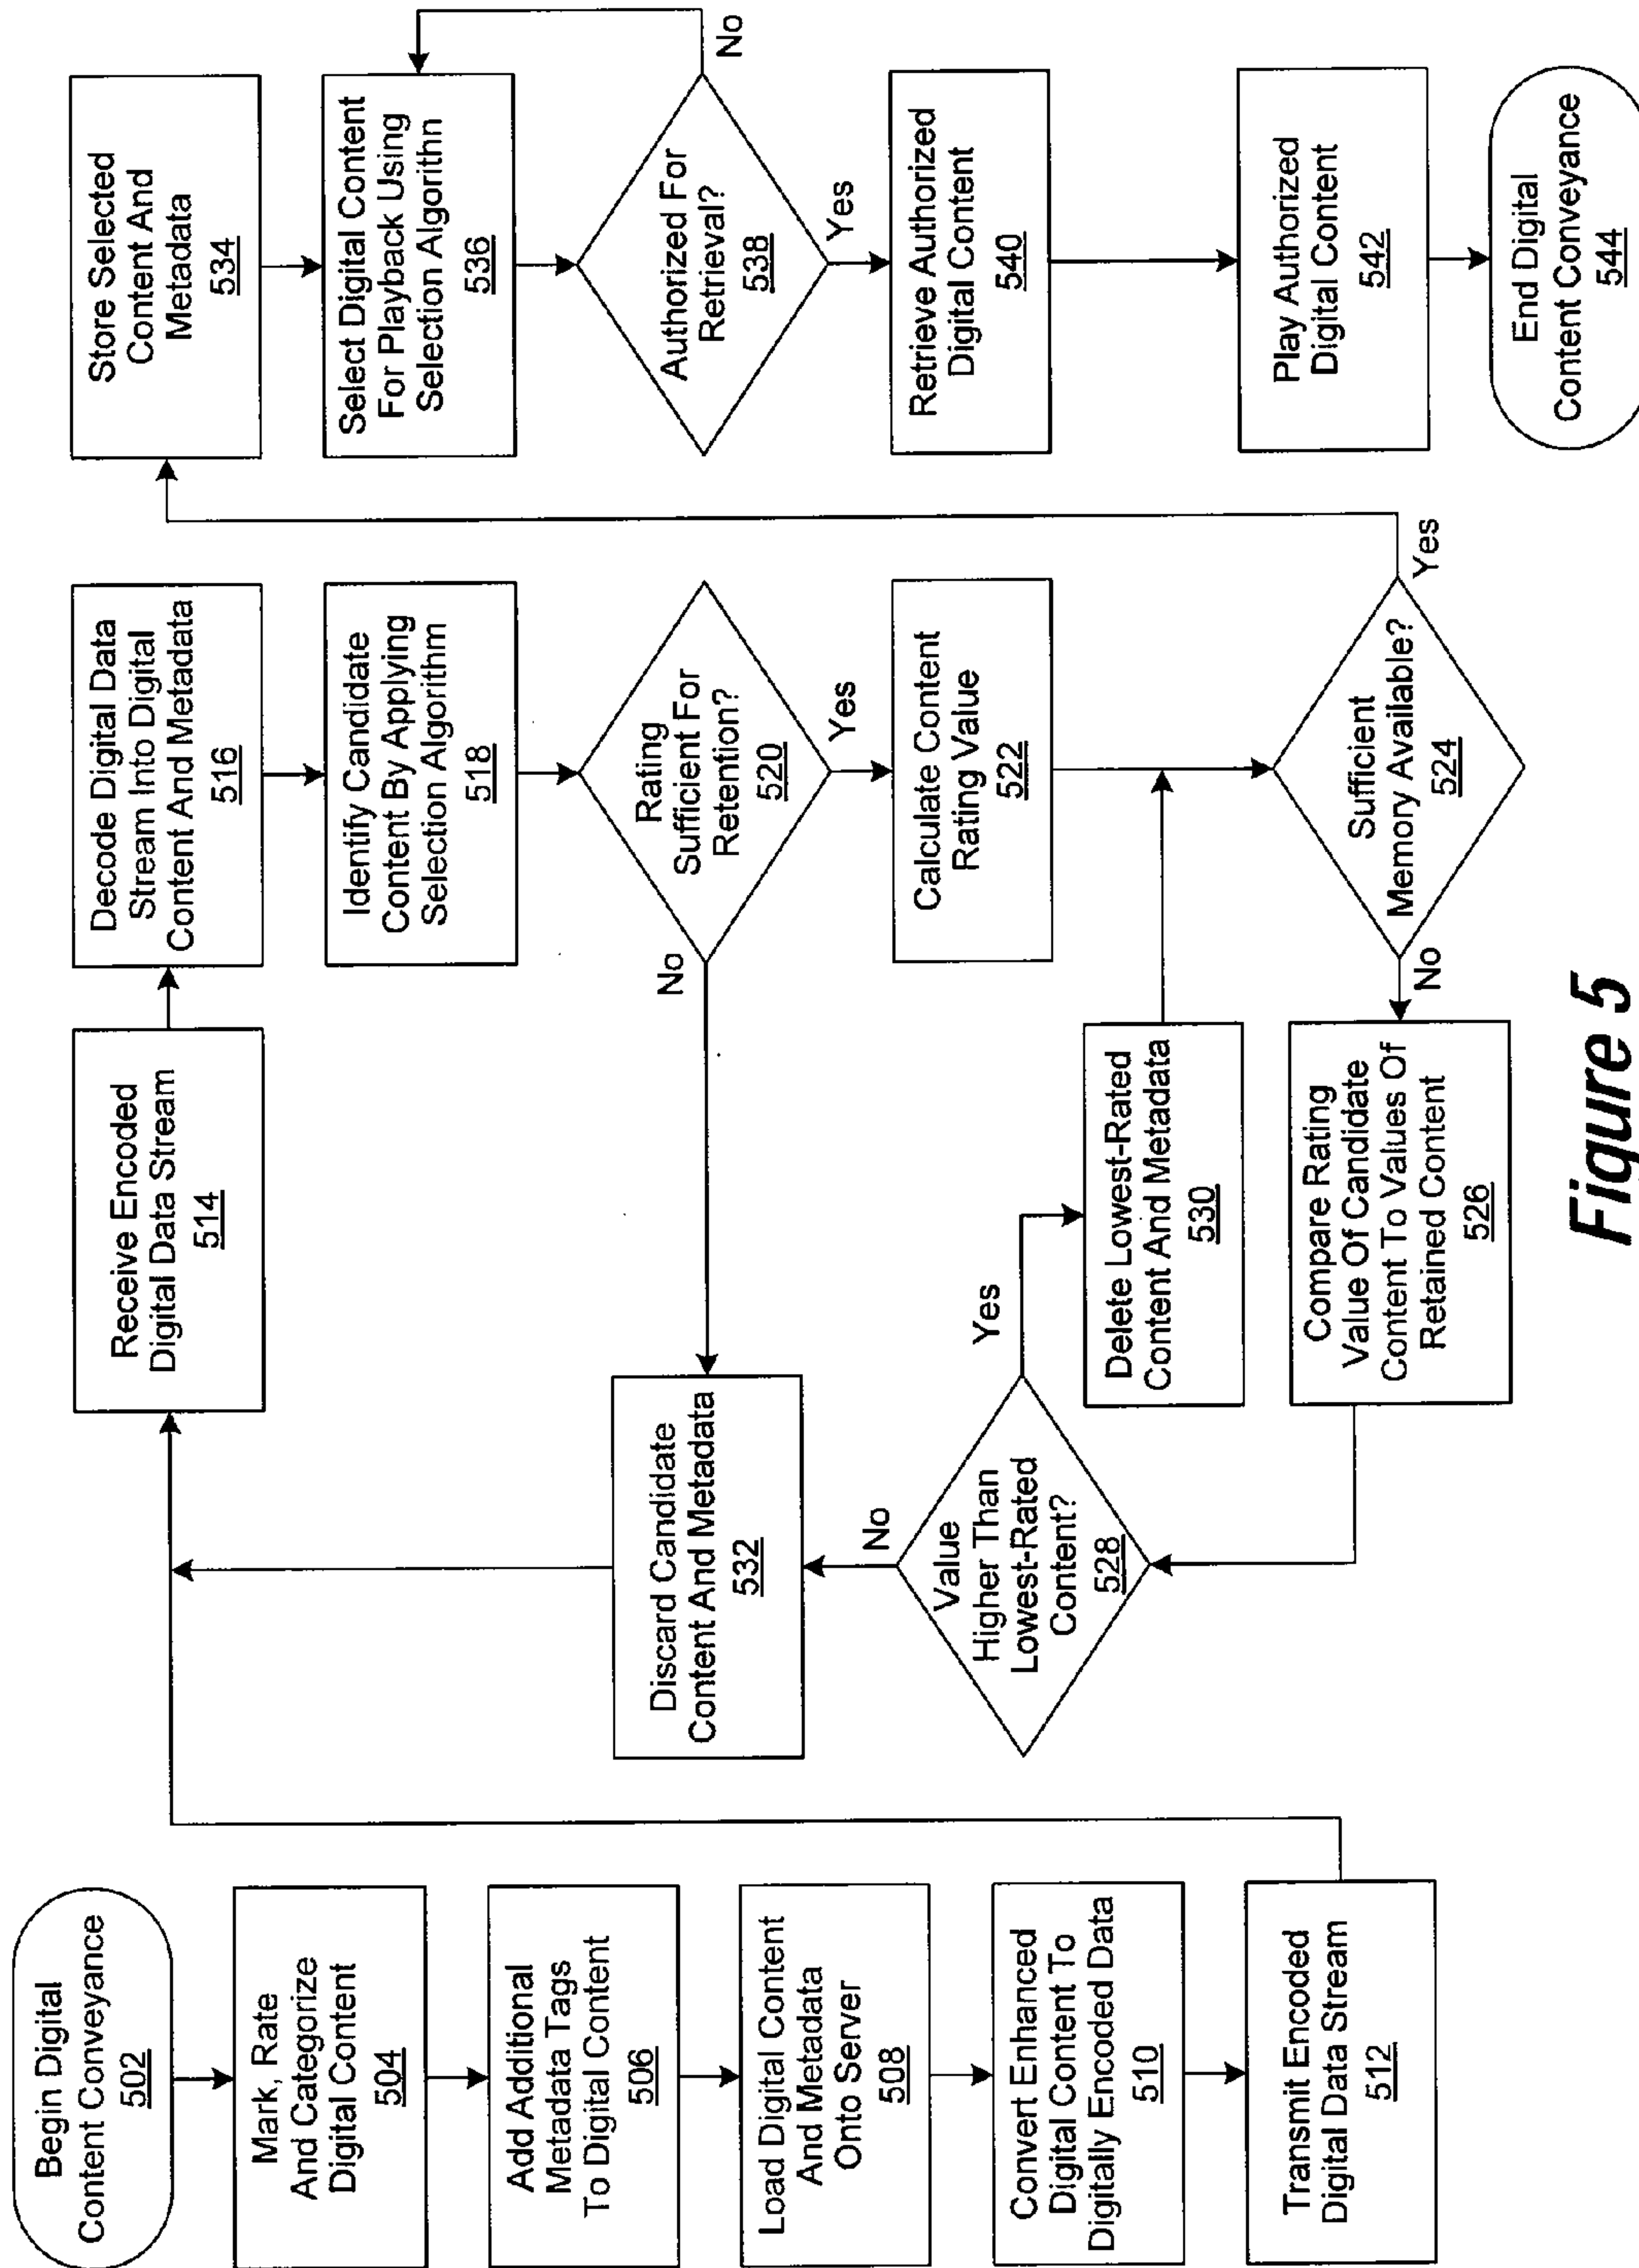 Begin Digital
Content Conveyance
502
Mark, Rate
And Categorize
Digital Content
504
Add Additional
Metadata Tags
To Digital Content
506
Load Digital Content
And Metadata
Onto Server
508
Convert Enhanced
Digital Content To
Digitally Encoded Data
510
Transmit Encoded
Digital Data Stream
512
Receive Encoded
Digital Data Stream
514
Discard Candidate
Content And Metadata
532
No
Value
Higher Than
Lowest-Rated
Content?
528
Yes
Delete Lowest-Rated
Content And Metadata
530
Compare Rating
Value Of Candidate
Content To Values Of
Retained Content
526
Decode Digital Data
Stream Into Digital
Content And Metadata
516
Identify Candidate
Content By Applying
Selection Algorithm
518
Rating
Sufficient For
Retention?
520
No
Yes
Calculate Content
Rating Value
522
Sufficient
Memory Available?
524
No
Yes
Store Selected
Content And
Metadata
534
Select Digital Content
For Playback Using
Selection Algorithn
536
Authorized For
Retrieval?
538
No
Yes
Retrieve Authorized
Digital Content
540
Play Authorized
Digital Content
542
End Digital
Content Conveyance
544
Figure 5